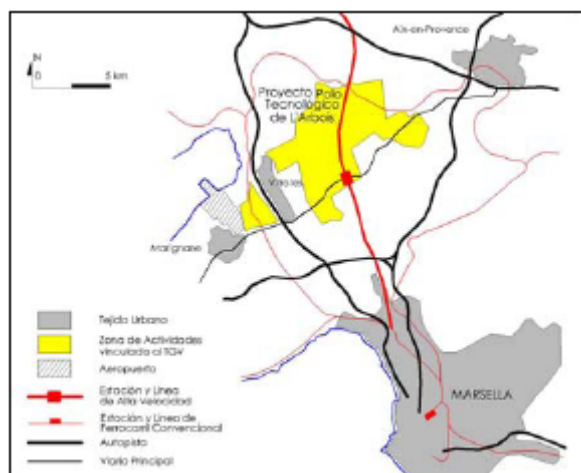 Aix-en-Provence
N
0 5 km
Proyecto Polo
Tecnológico
de L'Arbois
Vitrolles
Marignane
Tejido Urbano
Zona de Actividades
vinculada al TGV
Aeropuerto
Estación y Línea
de Alta Velocidad
Estación y Línea de
Ferrocarril Convencional
Autopista
Viario Principal
MARSELLA